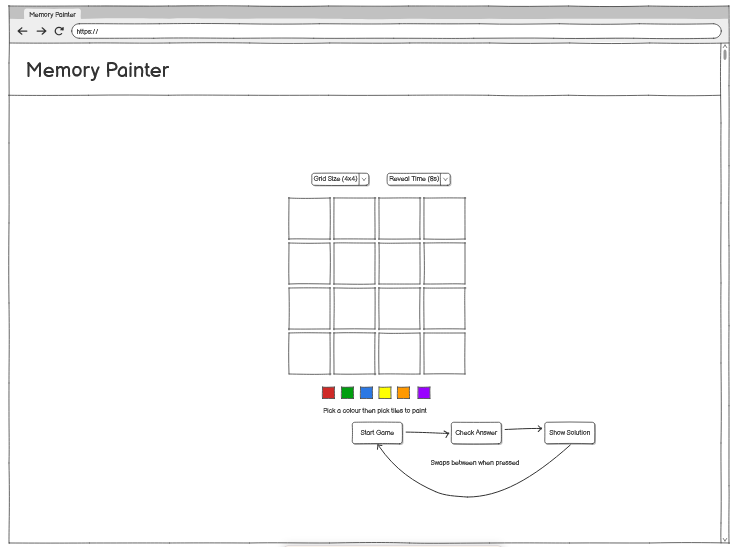 Memory Painter
https://
Memory Painter
Grid Size (4x4)
Reveal Time (8s)
Pick a colour then pick tiles to paint
Start Game
Check Answer
Show Solution
Swaps between when pressed